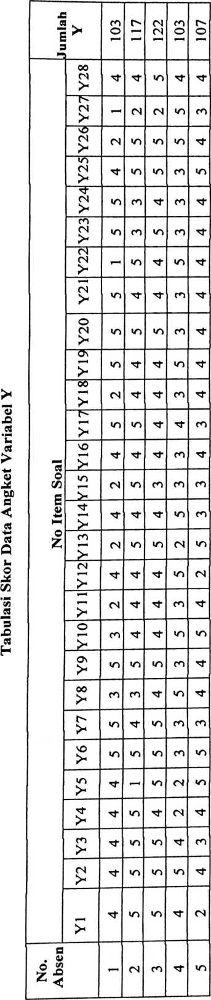 Tabulasi Skor Data Angket Variabel Y
No. Absen No Item Soal Jumlah Y
Y1 Y2 Y3 Y4 Y5 Y6 Y7 Y8 Y9 Y10 Y11 Y12 Y13 Y14 Y15 Y16 Y17 Y18 Y19 Y20 Y21 Y22 Y23 Y24 Y25 Y26 Y27 Y28
1 4 4 4 4 4 5 5 3 5 3 2 4 2 4 2 4 5 2 5 5 5 1 5 5 4 2 1 4 103
2 5 5 5 5 1 5 4 3 5 4 4 4 5 4 5 4 5 4 4 5 4 5 3 3 5 5 2 4 117
3 5 5 5 4 5 5 5 4 5 4 4 4 5 4 3 4 4 4 4 5 4 4 5 4 5 5 2 5 122
4 4 5 4 2 2 3 3 5 3 5 3 5 2 5 3 3 4 3 5 3 3 5 3 3 3 5 5 4 103
5 2 4 3 4 5 5 3 4 4 5 4 2 5 3 3 4 3 4 4 4 4 4 4 4 5 4 3 4 107